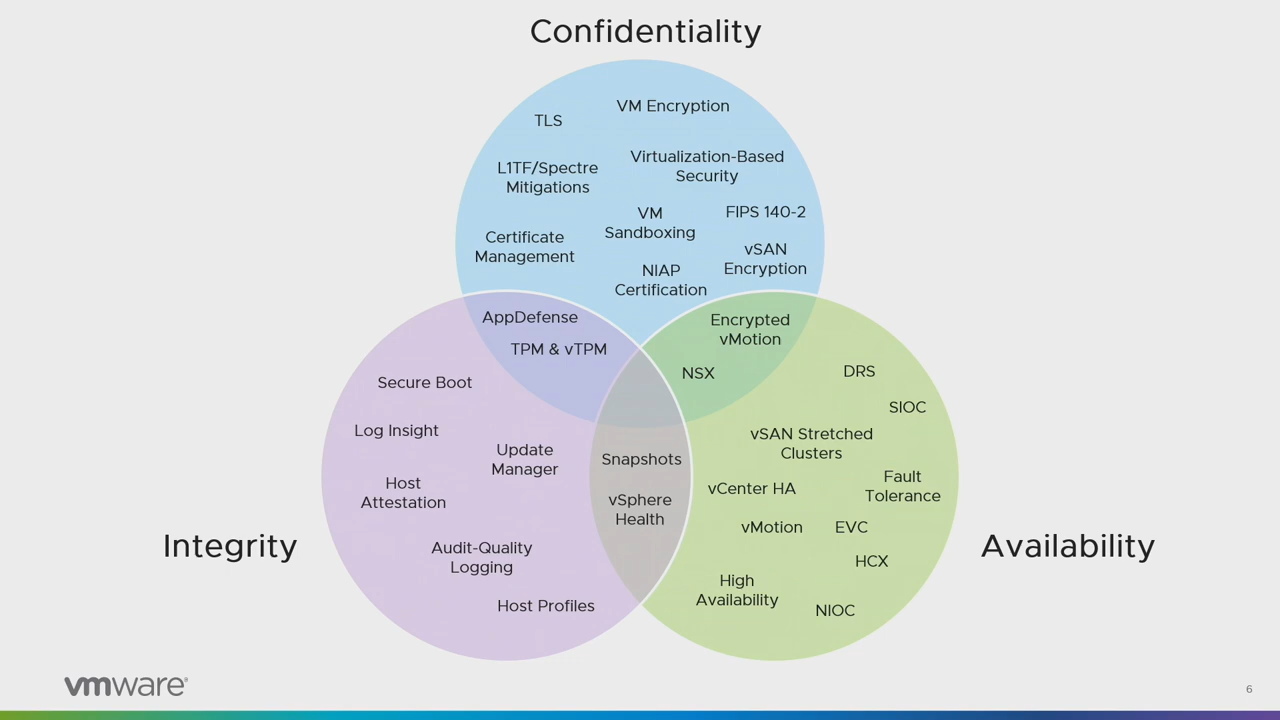 Confidentiality
VM Encryption
TLS
Virtualization-Based
Security
L1TF/Spectre
Mitigations
VM
Sandboxing
FIPS 140-2
Certificate
Management
vSAN
Encryption
NIAP
Certification
AppDefense
TPM & vTPM
Encrypted
vMotion
NSX
Secure Boot
Log Insight
Update
Manager
Host
Attestation
Audit-Quality
Logging
Host Profiles
Snapshots
vSphere
Health
DRS
SIOC
vSAN Stretched
Clusters
vCenter HA
Fault
Tolerance
vMotion
EVC
HCX
High
Availability
NIOC
Integrity
Availability
vmware®
6